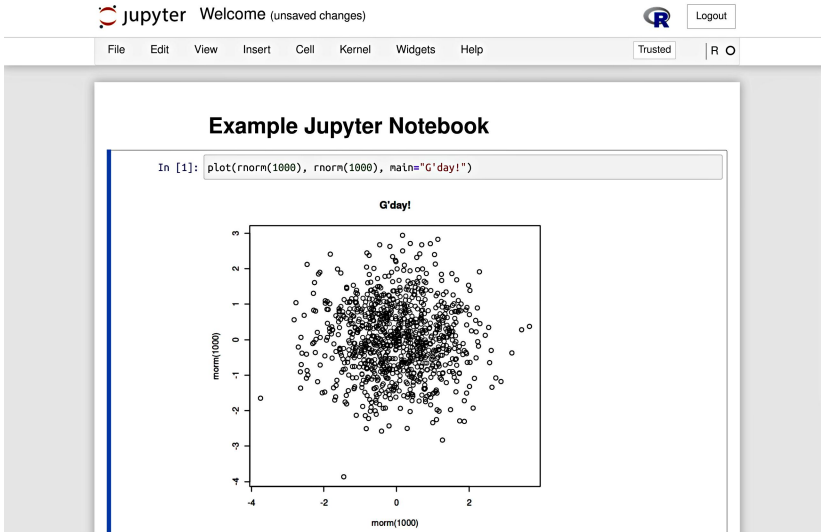 jupyter Welcome (unsaved changes) R Logout
File Edit View Insert Cell Kernel Widgets Help Trusted R
Example Jupyter Notebook
In [1]: plot(rnorm(1000), rnorm(1000), main="G'day!")
G'day!
3
2
1
0
-1
-2
-3
-4
rnorm(1000)
-4 -2 0 2
rnorm(1000)